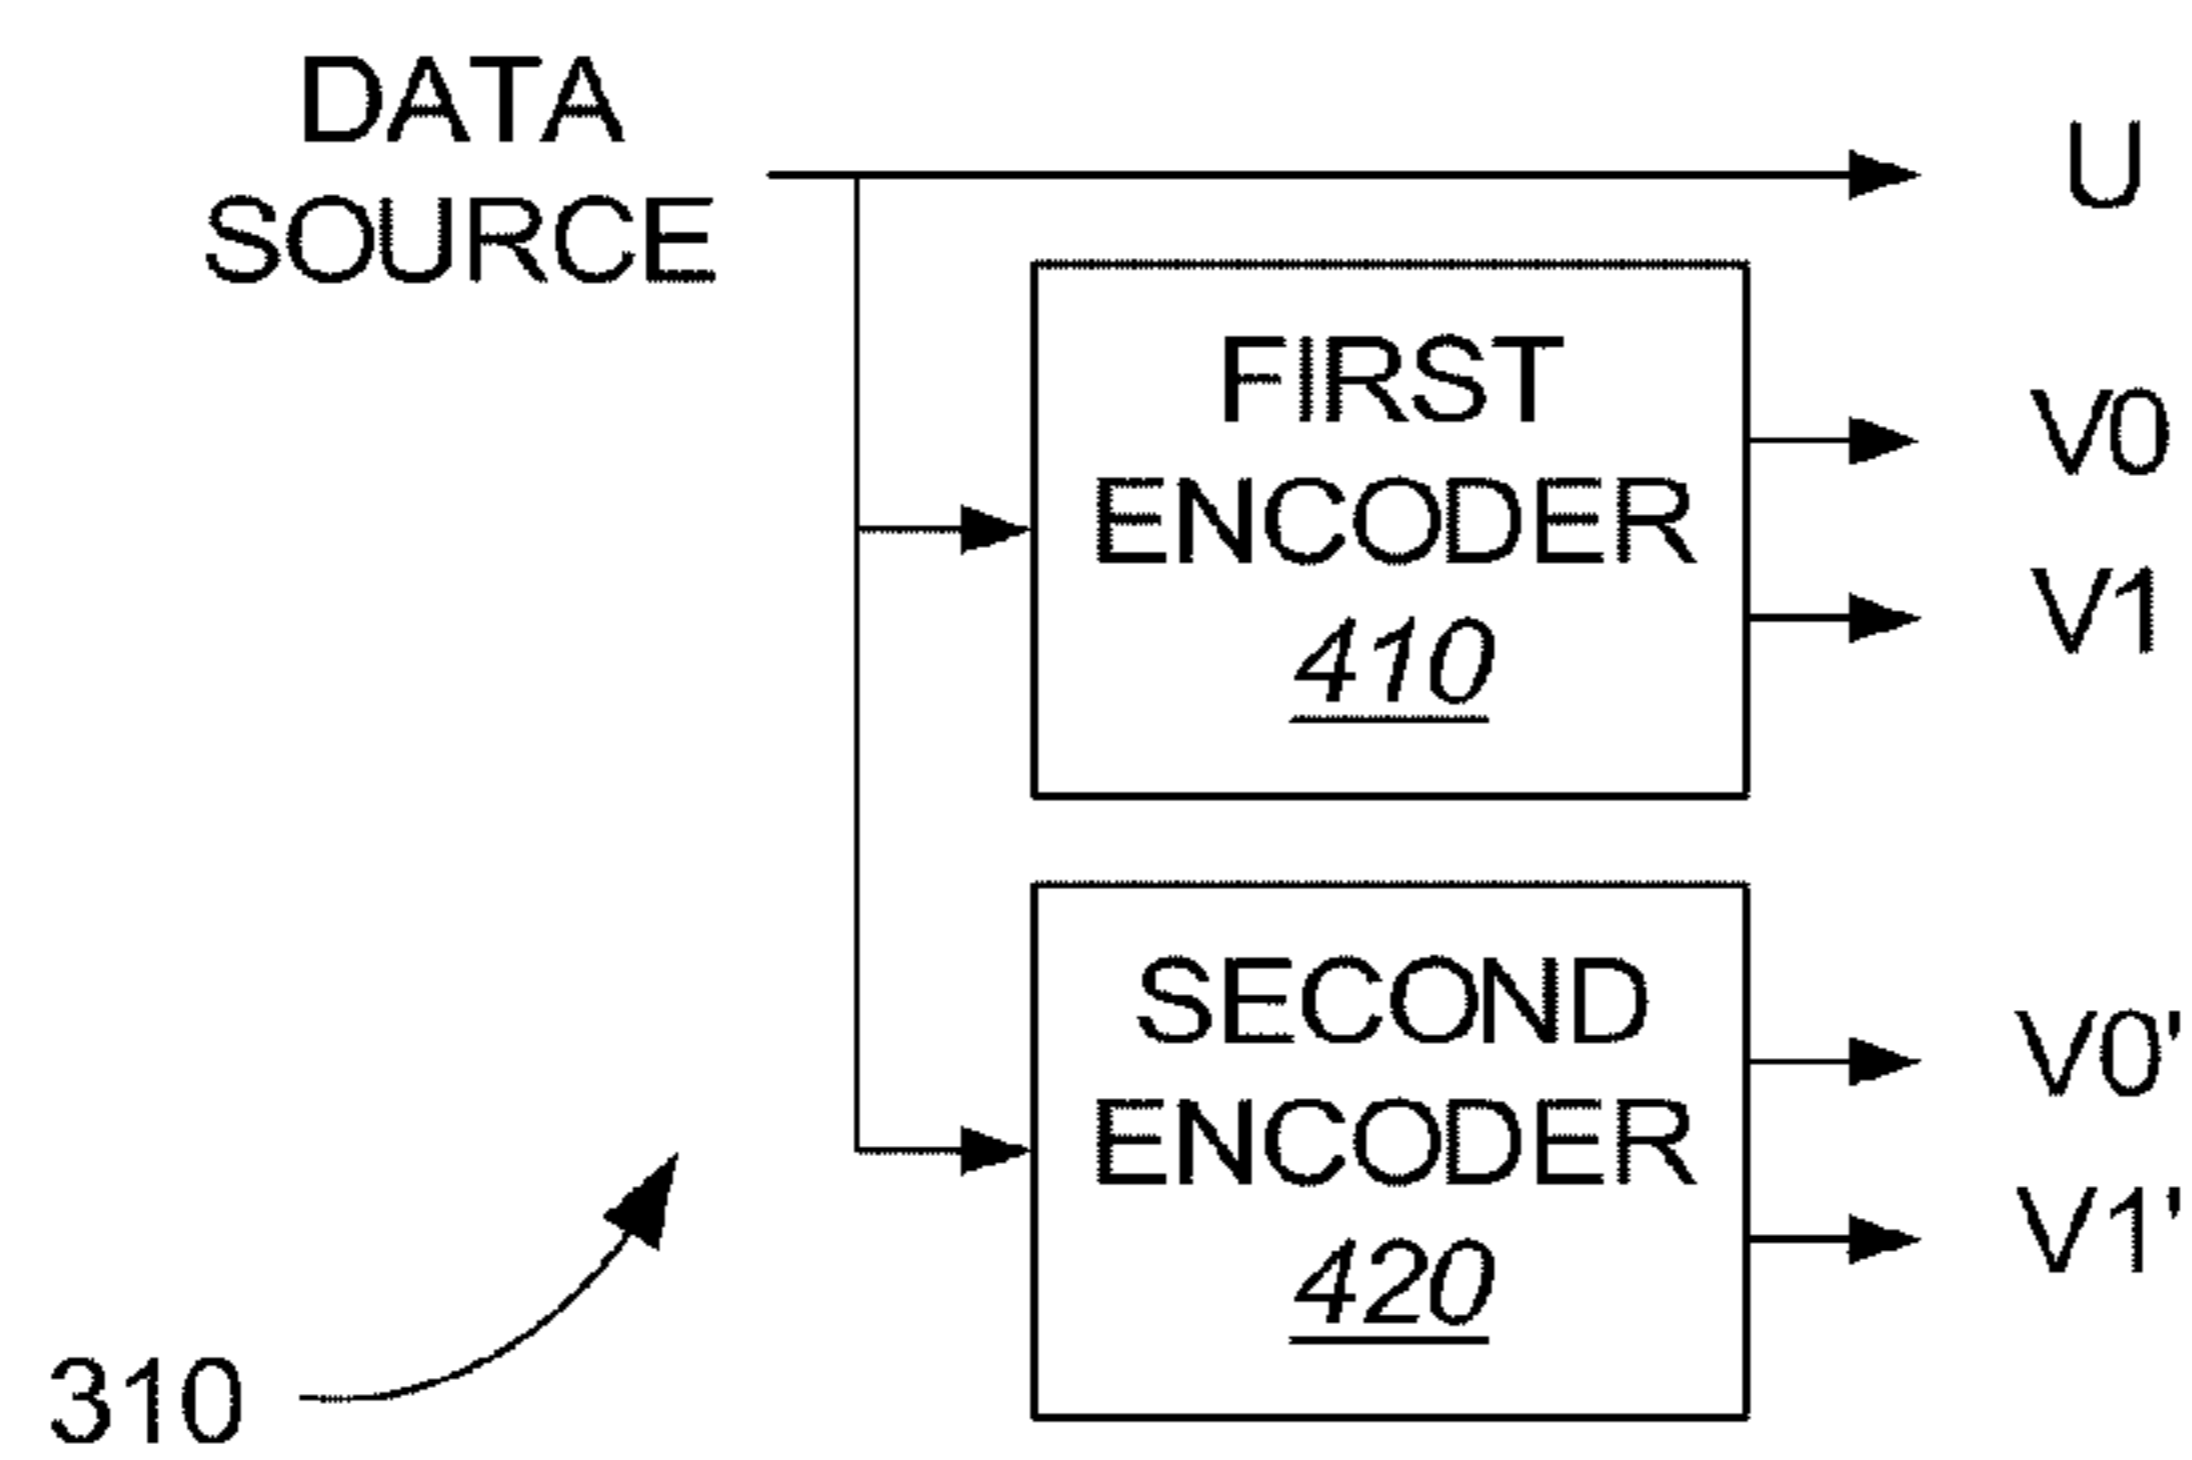 DATA
SOURCE
U
FIRST
ENCODER
410
V0
V1
SECOND
ENCODER
420
V0'
V1'
310